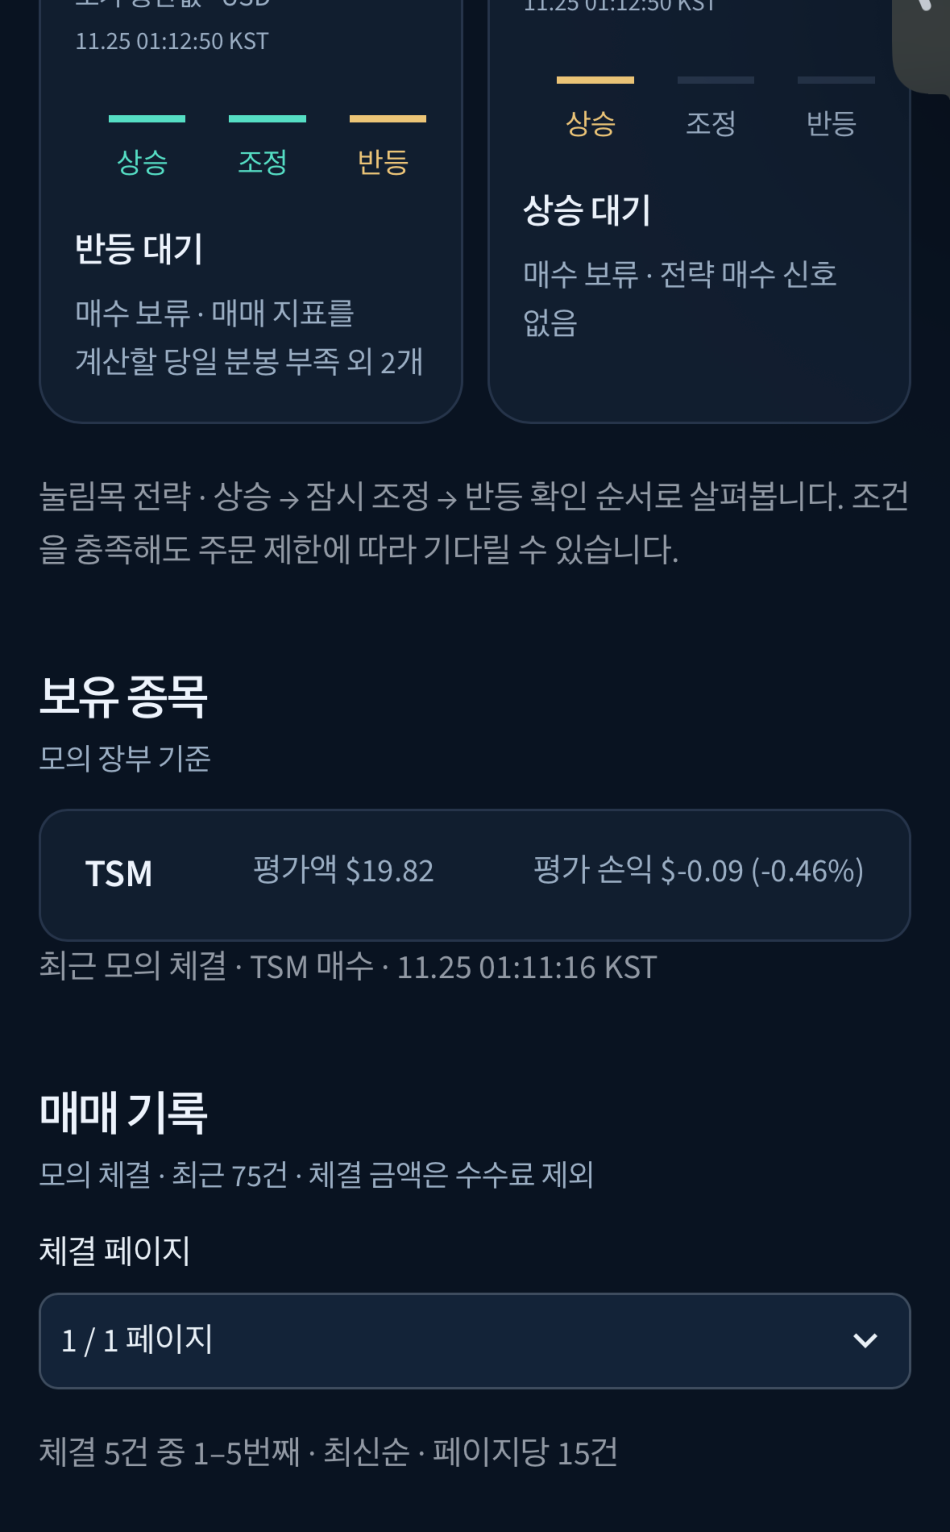 11.25 01:12:50 KST
상승 조정 반등
반등 대기
매수 보류 · 매매 지표를
계산할 당일 분봉 부족 외 2개
11.25 01:12:50 KST
상승 조정 반등
상승 대기
매수 보류 · 전략 매수 신호
없음
눌림목 전략 · 상승 → 잠시 조정 → 반등 확인 순서로 살펴봅니다. 조건
을 충족해도 주문 제한에 따라 기다릴 수 있습니다.
보유 종목
모의 장부 기준
TSM 평가액 $19.82 평가 손익 $-0.09 (-0.46%)
최근 모의 체결 · TSM 매수 · 11.25 01:11:16 KST
매매 기록
모의 체결 · 최근 75건 · 체결 금액은 수수료 제외
체결 페이지
1 / 1 페이지
체결 5건 중 1–5번째 · 최신순 · 페이지당 15건